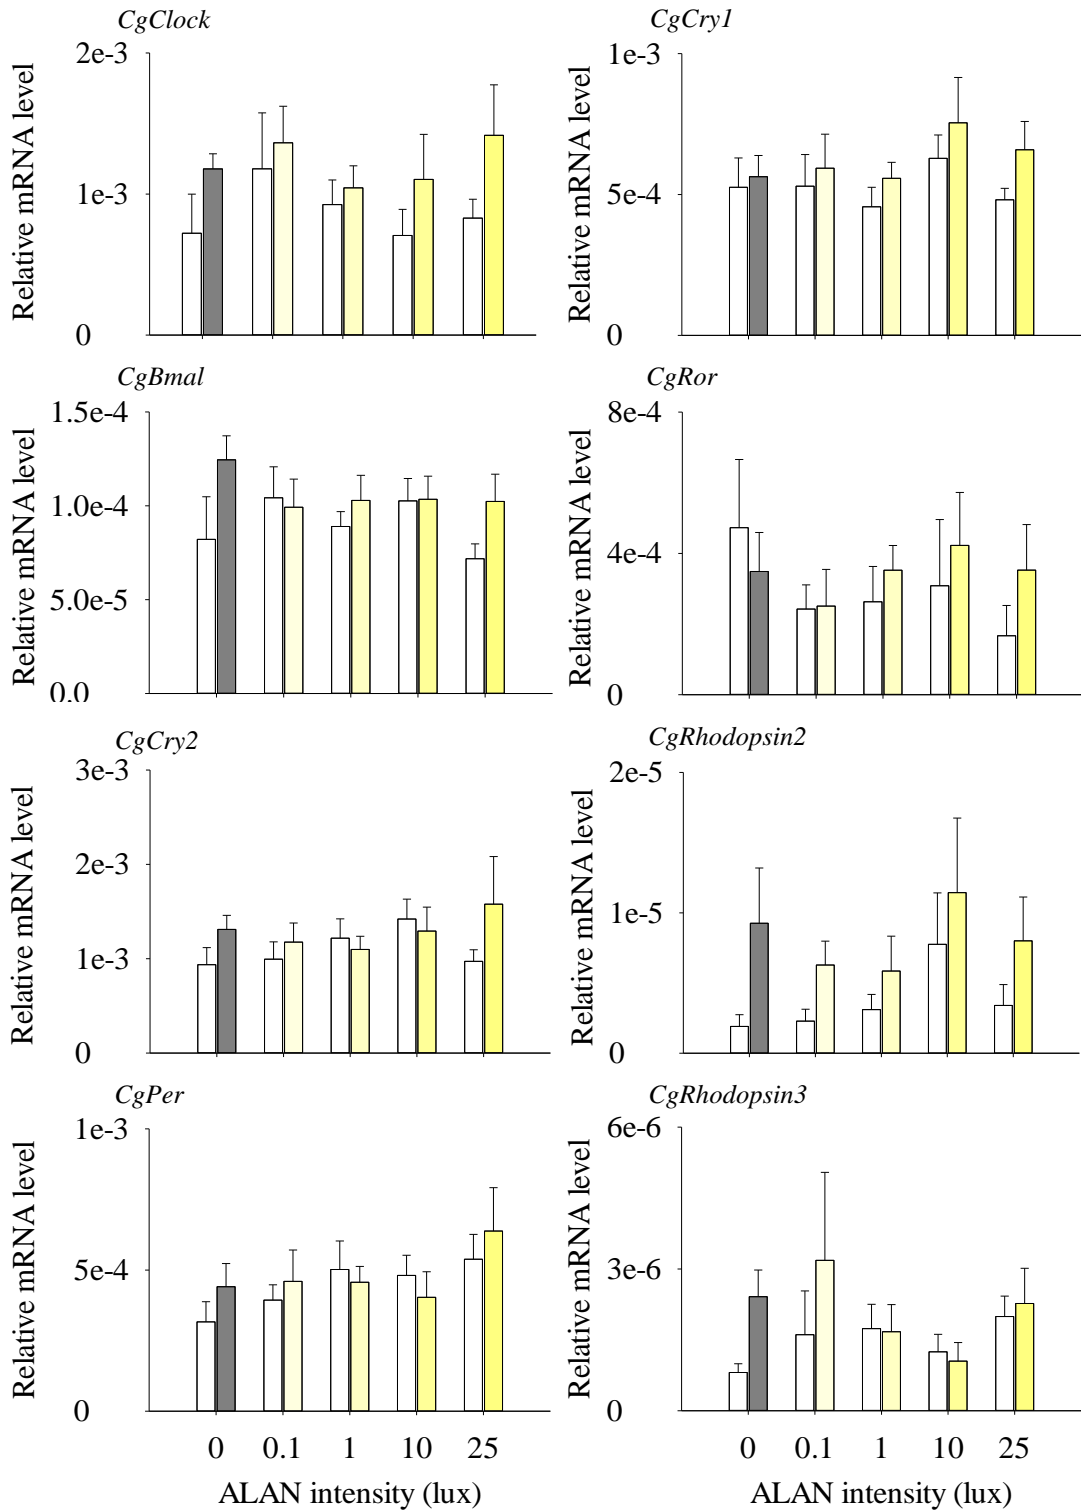 CgClock
Relative mRNA level
2e-3
1e-3
0
CgCry1
Relative mRNA level
1e-3
5e-4
0
CgBmal
Relative mRNA level
1.5e-4
1.0e-4
5.0e-5
0.0
CgRor
Relative mRNA level
8e-4
4e-4
0
CgCry2
Relative mRNA level
3e-3
2e-3
1e-3
0
CgRhodopsin2
Relative mRNA level
2e-5
1e-5
0
CgPer
Relative mRNA level
1e-3
5e-4
0
0 0.1 1 10 25
ALAN intensity (lux)
CgRhodopsin3
Relative mRNA level
6e-6
3e-6
0
0 0.1 1 10 25
ALAN intensity (lux)